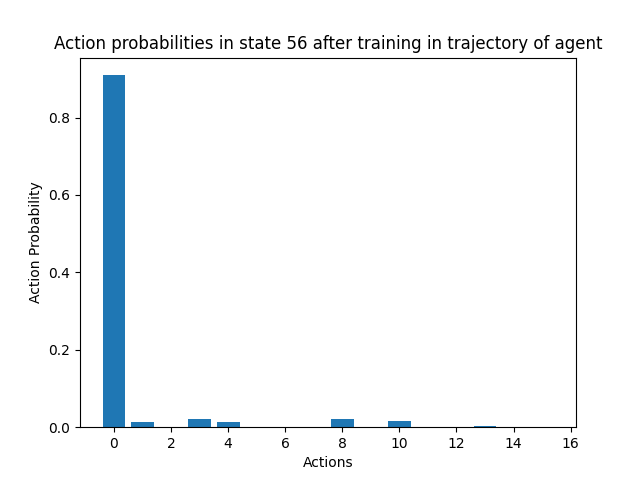 Action probabilities in state 56 after training in trajectory of agent
0.8
0.6
0.4
0.2
0.0
Action Probability
0 2 4 6 8 10 12 14 16
Actions